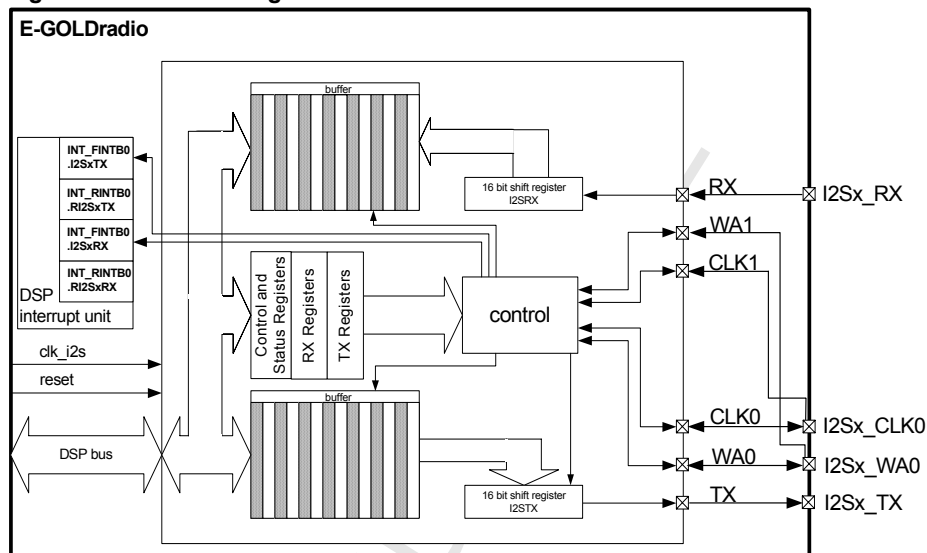 E-GOLDradio
buffer
INT_FINTB0
.I2SxTX
INT_RINTB0
.RI2SxTX
INT_FINTB0
.I2SxRX
INT_RINTB0
.RI2SxRX
DSP
interrupt unit
16 bit shift register
I2SRX
RX
I2Sx_RX
WA1
CLK1
Control and
Status Registers
RX Registers
TX Registers
control
clk_i2s
reset
buffer
DSP bus
CLK0
I2Sx_CLK0
WA0
I2Sx_WA0
16 bit shift register
I2STX
TX
I2Sx_TX